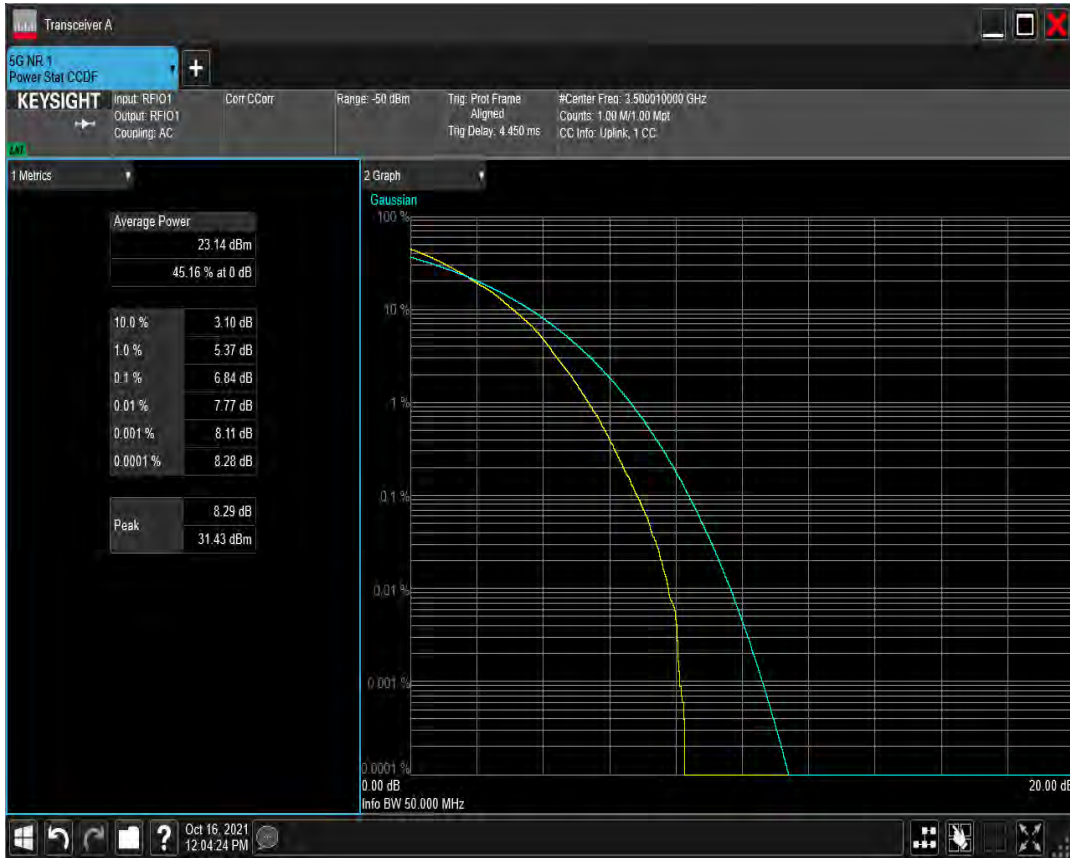 Transceiver A
5G NR 1
Power Stat CCDF
+
KEYSIGHT
Input: RFIO1
Output: RFIO1
Coupling: AC
Corr CCorr
Range: -50 dBm
Trig: Prot Frame
Aligned
Trig Delay: 4.450 ms
#Center Freq: 3.500010000 GHz
Counts: 1.00 M/1.00 Mpt
CC Info: Uplink, 1 CC
1 Metrics
Average Power
23.14 dBm
45.16 % at 0 dB
10.0 % 3.10 dB
1.0 % 5.37 dB
0.1 % 6.84 dB
0.01 % 7.77 dB
0.001 % 8.11 dB
0.0001 % 8.28 dB
Peak
8.29 dB
31.43 dBm
2 Graph
Gaussian
100 %
10 %
1 %
0.1 %
0.01 %
0.001 %
0.0001 %
0.00 dB
20.00 dB
Info BW 50.000 MHz
?
Oct 16, 2021
12:04:24 PM